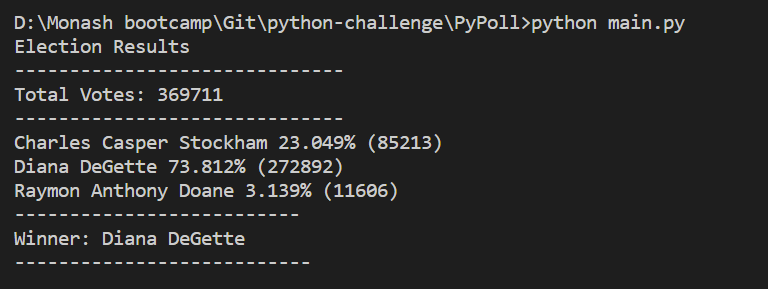 D:\Monash bootcamp\Git\python-challenge\PyPoll>python main.py
Election Results
------------------------------
Total Votes: 369711
------------------------------
Charles Casper Stockham 23.049% (85213)
Diana DeGette 73.812% (272892)
Raymon Anthony Doane 3.139% (11606)
--------------------------
Winner: Diana DeGette
---------------------------